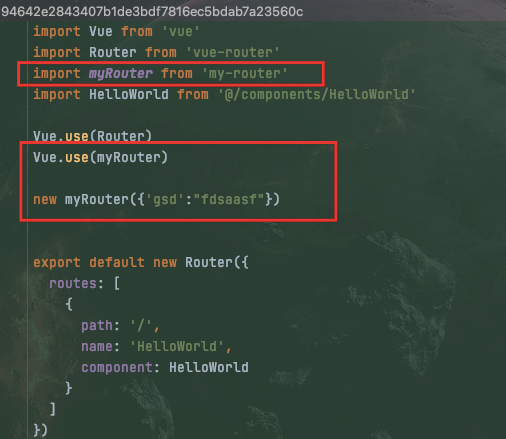 94642e2843407b1de3bdf7816ec5bdab7a23560c
import Vue from 'vue'
import Router from 'vue-router'
import myRouter from 'my-router'
import HelloWorld from '@/components/HelloWorld'
Vue.use(Router)
Vue.use(myRouter)
new myRouter({'gsd':"fdsaasf"})
export default new Router({
routes: [
{
path: '/',
name: 'HelloWorld',
component: HelloWorld
}
]
})